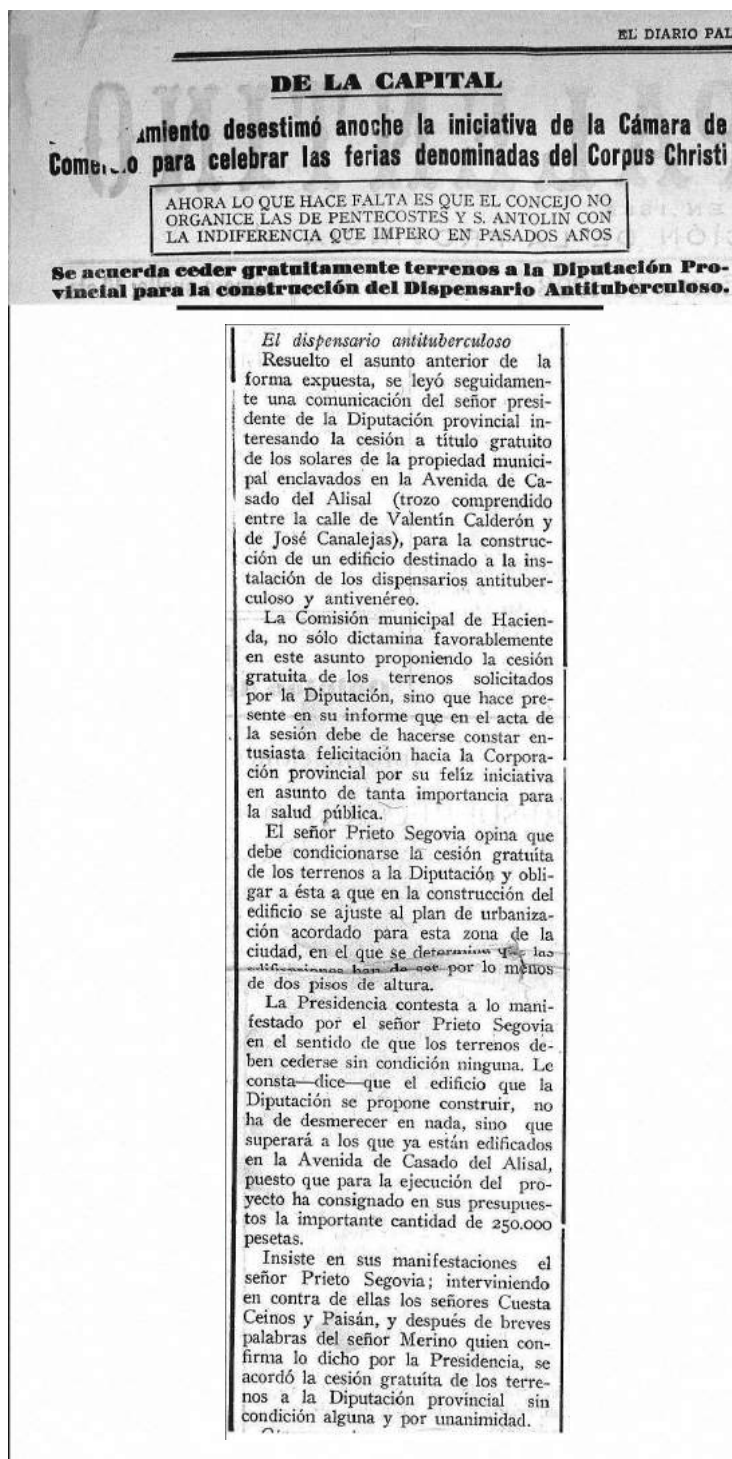 EL DIARIO PAL
DE LA CAPITAL
amiento desestimó anoche la iniciativa de la Cámara de
Comercio para celebrar las ferias denominadas del Corpus Christi
AHORA LO QUE HACE FALTA ES QUE EL CONCEJO NO
ORGANICE LAS DE PENTECOSTES Y S. ANTOLIN CON
LA INDIFERENCIA QUE IMPERO EN PASADOS AÑOS
Se acuerda ceder gratuitamente terrenos a la Diputación Pro-
vincial para la construcción del Dispensario Antituberculoso.
El dispensario antituberculoso
Resuelto el asunto anterior de la
forma expuesta, se leyó seguidamen-
te una comunicación del señor presi-
dente de la Diputación provincial in-
teresando la cesión a título gratuito
de los solares de la propiedad munici-
pal enclavados en la Avenida de Ca-
sado del Alisal (trozo comprendido
entre la calle de Valentín Calderón y
de José Canalejas), para la construc-
ción de un edificio destinado a la ins-
talación de los dispensarios antituber-
culoso y antivenéreo.
La Comisión municipal de Hacien-
da, no sólo dictamina favorablemente
en este asunto proponiendo la cesión
gratuita de los terrenos solicitados
por la Diputación, sino que hace pre-
sente en su informe que en el acta de
la sesión debe de hacerse constar en-
tusiasta felicitación hacia la Corpora-
ción provincial por su felíz iniciativa
en asunto de tanta importancia para
la salud pública.
El señor Prieto Segovia opina que
debe condicionarse la cesión gratuíta
de los terrenos a la Diputación y obli-
gar a ésta a que en la construcción del
edificio se ajuste al plan de urbaniza-
ción acordado para esta zona de la
ciudad, en el que se determina que las
edificaciones han de ser por lo menos
de dos pisos de altura.
La Presidencia contesta a lo mani-
festado por el señor Prieto Segovia
en el sentido de que los terrenos de-
ben cederse sin condición ninguna. Le
consta—dice—que el edificio que la
Diputación se propone construir, no
ha de desmerecer en nada, sino que
superará a los que ya están edificados
en la Avenida de Casado del Alisal,
puesto que para la ejecución del pro-
yecto ha consignado en sus presupues-
tos la importante cantidad de 250.000
pesetas.
Insiste en sus manifestaciones el
señor Prieto Segovia; interviniendo
en contra de ellas los señores Cuesta
Ceinos y Paisán, y después de breves
palabras del señor Merino quien con-
firma lo dicho por la Presidencia, se
acordó la cesión gratuíta de los terre-
nos a la Diputación provincial sin
condición alguna y por unanimidad.